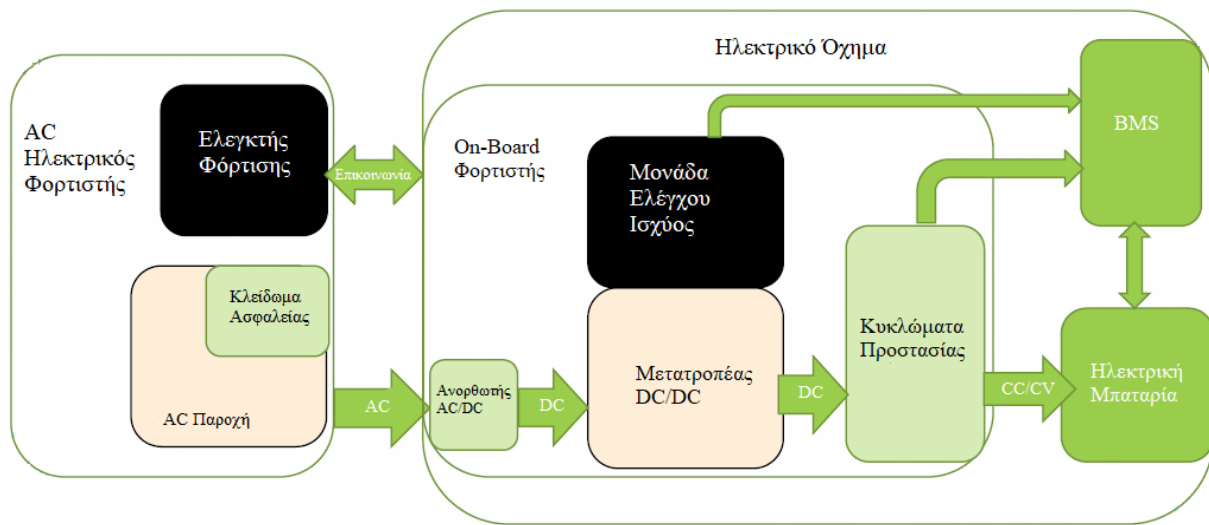 Ηλεκτρικό Όχημα
AC
Ηλεκτρικός
Φορτιστής
Ελεγκτής
Φόρτισης
Επικοινωνία
On-Board
Φορτιστής
Μονάδα
Ελέγχου
Ισχύος
BMS
Κλείδωμα
Ασφαλείας
AC Παροχή
AC
Ανορθωτής
AC/DC
DC
Μετατροπέας
DC/DC
DC
Κυκλώματα
Προστασίας
CC/CV
Ηλεκτρική
Μπαταρία